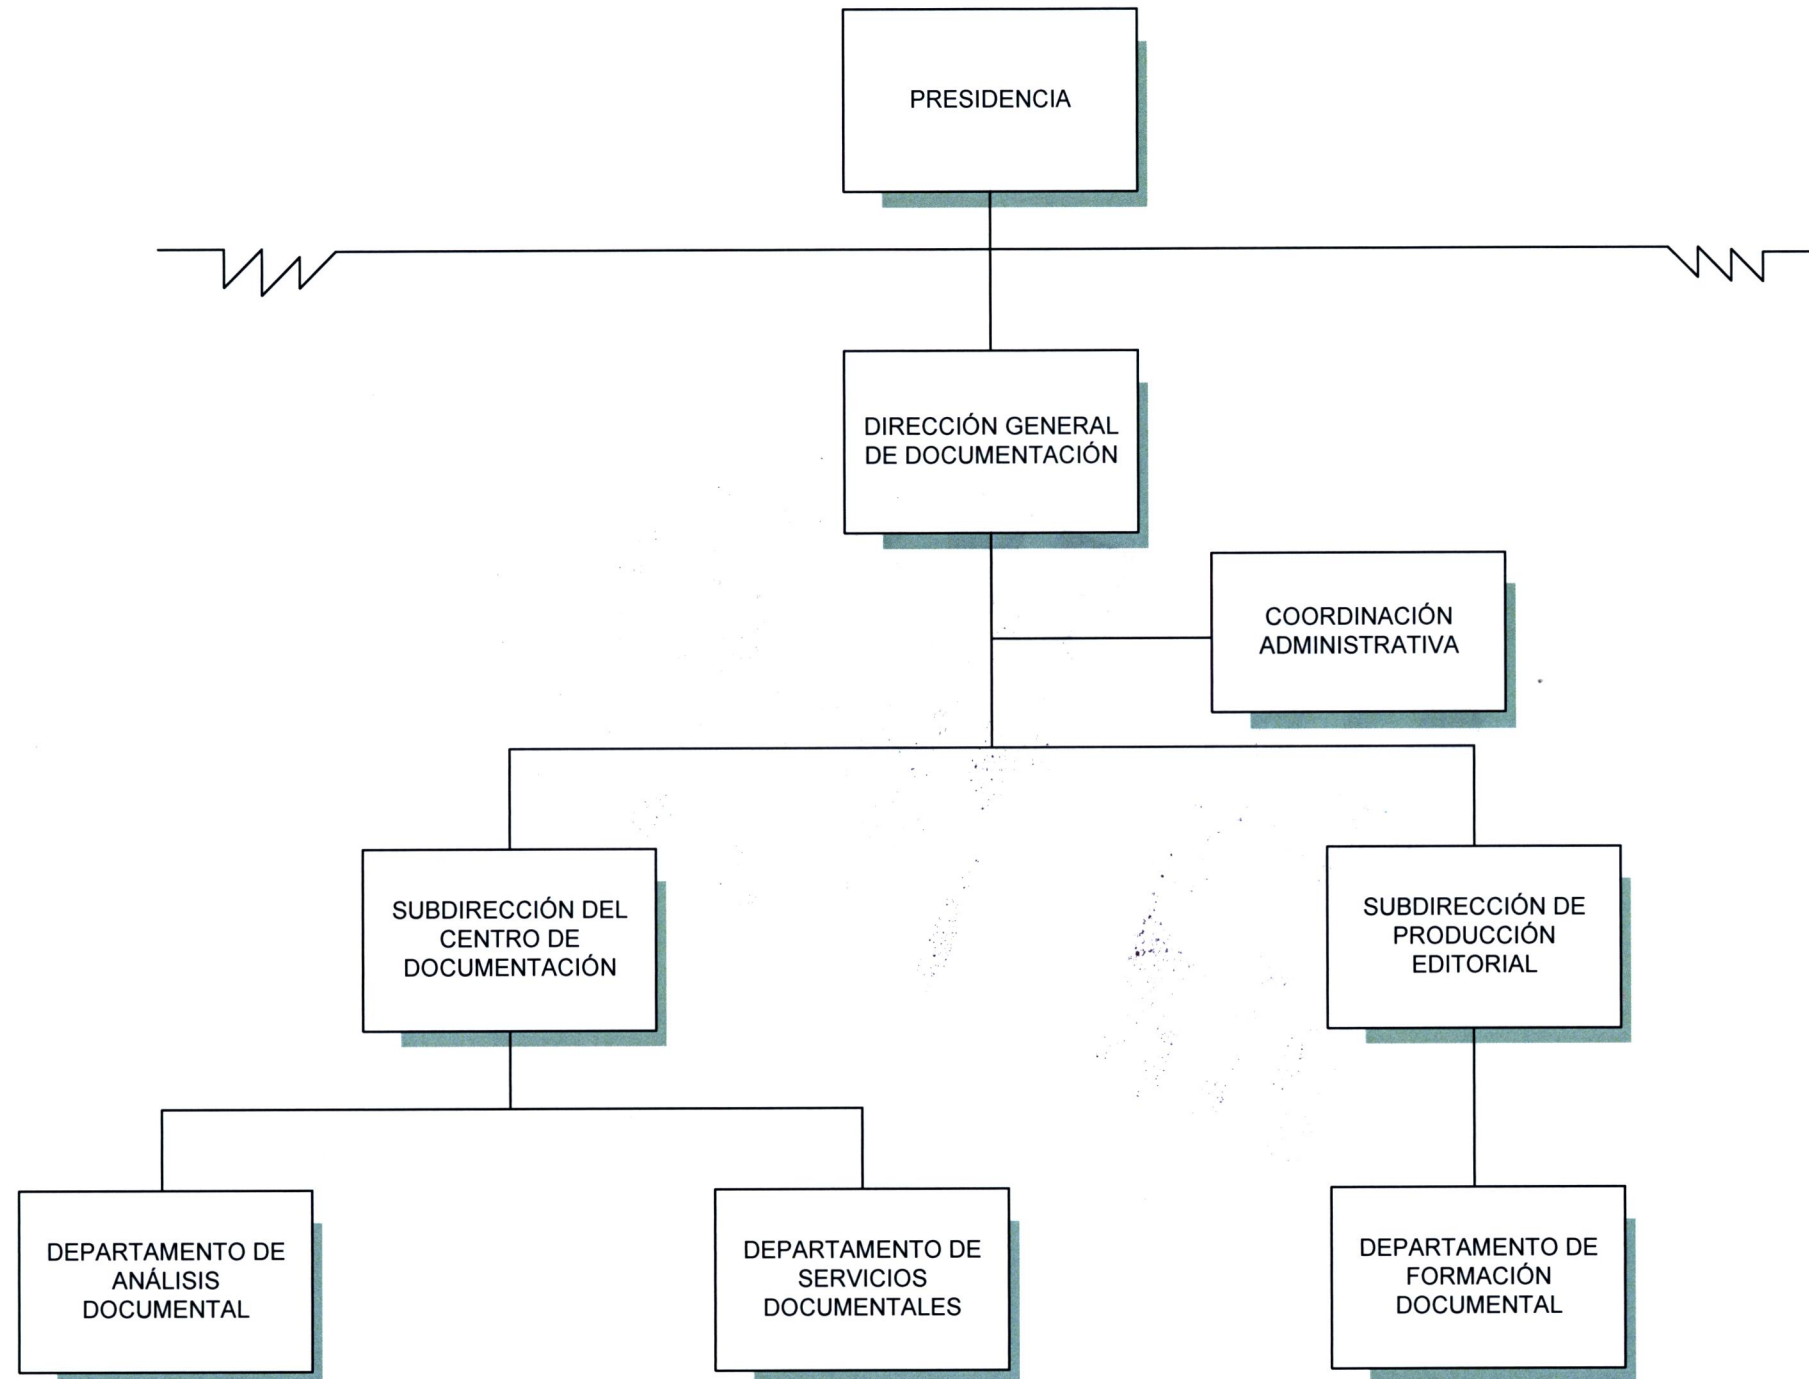 PRESIDENCIA
DIRECCIÓN GENERAL
DE DOCUMENTACIÓN
COORDINACIÓN
ADMINISTRATIVA
SUBDIRECCIÓN DEL
CENTRO DE
DOCUMENTACIÓN
SUBDIRECCIÓN DE
PRODUCCIÓN
EDITORIAL
DEPARTAMENTO DE
ANÁLISIS
DOCUMENTAL
DEPARTAMENTO DE
SERVICIOS
DOCUMENTALES
DEPARTAMENTO DE
FORMACIÓN
DOCUMENTAL